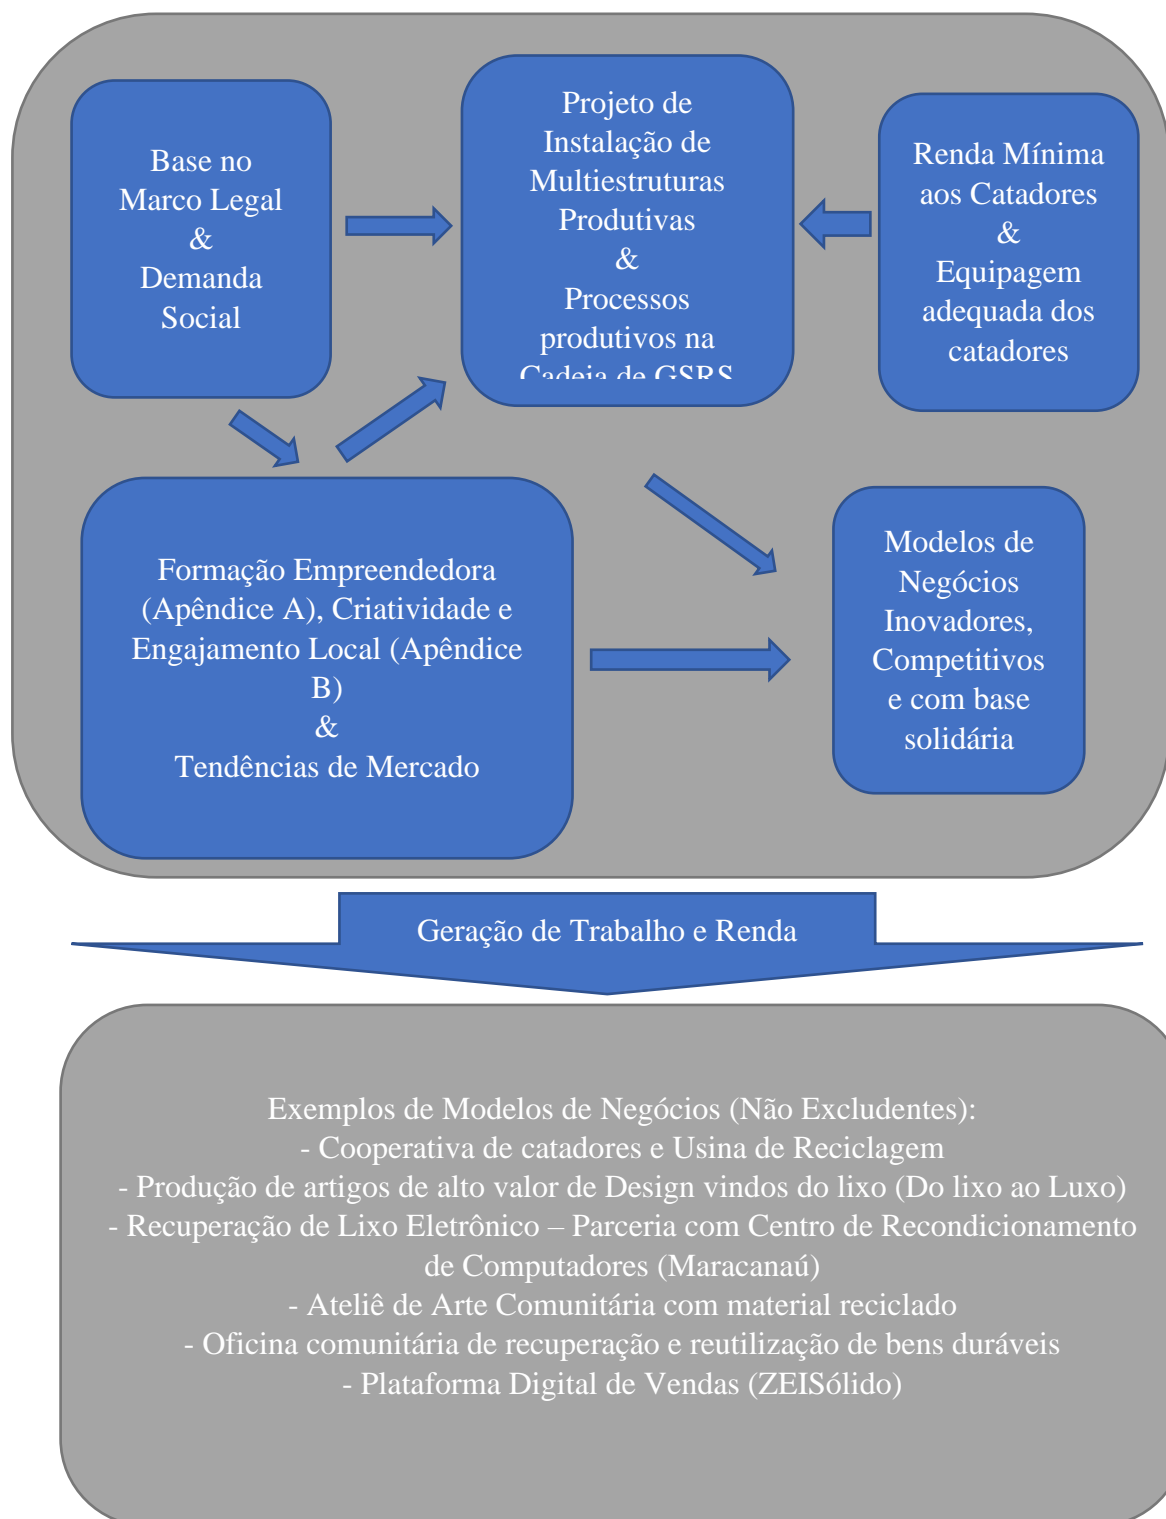 Base no
Marco Legal
&
Demanda
Social
Projeto de
Instalação de
Multiestruturas
Produtivas
&
Processos
produtivos na
Cadeia de GSRS
Renda Mínima
aos Catadores
&
Equipagem
adequada dos
catadores
Formação Empreendedora
(Apêndice A), Criatividade e
Engajamento Local (Apêndice
B)
&
Tendências de Mercado
Modelos de
Negócios
Inovadores,
Competitivos
e com base
solidária
Geração de Trabalho e Renda
Exemplos de Modelos de Negócios (Não Excludentes):
- Cooperativa de catadores e Usina de Reciclagem
- Produção de artigos de alto valor de Design vindos do lixo (Do lixo ao Luxo)
- Recuperação de Lixo Eletrônico – Parceria com Centro de Recondicionamento
de Computadores (Maracanaú)
- Ateliê de Arte Comunitária com material reciclado
- Oficina comunitária de recuperação e reutilização de bens duráveis
- Plataforma Digital de Vendas (ZEISólido)